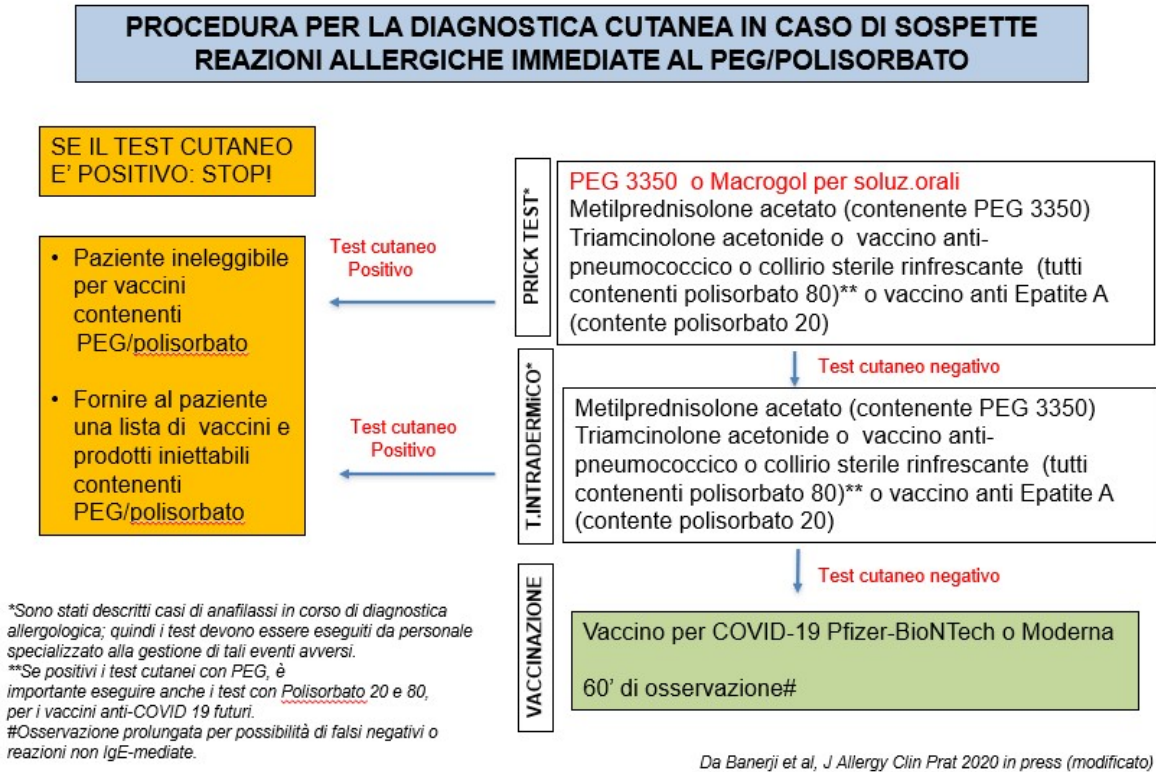 PROCEDURA PER LA DIAGNOSTICA CUTANEA IN CASO DI SOSPETTE
REAZIONI ALLERGICHE IMMEDIATE AL PEG/POLISORBATO
SE IL TEST CUTANEO
E' POSITIVO: STOP!
• Paziente ineleggibile
per vaccini
contenenti
PEG/polisorbato
• Fornire al paziente
una lista di vaccini e
prodotti iniettabili
contenenti
PEG/polisorbato
Test cutaneo
Positivo
Test cutaneo
Positivo
PRICK TEST*
PEG 3350 o Macrogol per soluz.orali
Metilprednisolone acetato (contenente PEG 3350)
Triamcinolone acetonide o vaccino anti-
pneumococcico o collirio sterile rinfrescante (tutti
contenenti polisorbato 80)** o vaccino anti Epatite A
(contente polisorbato 20)
Test cutaneo negativo
T.INTRADERMICO*
Metilprednisolone acetato (contenente PEG 3350)
Triamcinolone acetonide o vaccino anti-
pneumococcico o collirio sterile rinfrescante (tutti
contenenti polisorbato 80)** o vaccino anti Epatite A
(contente polisorbato 20)
Test cutaneo negativo
VACCINAZIONE
Vaccino per COVID-19 Pfizer-BioNTech o Moderna
60' di osservazione#
*Sono stati descritti casi di anafilassi in corso di diagnostica
allergologica; quindi i test devono essere eseguiti da personale
specializzato alla gestione di tali eventi avversi.
**Se positivi i test cutanei con PEG, è
importante eseguire anche i test con Polisorbato 20 e 80,
per i vaccini anti-COVID 19 futuri.
#Osservazione prolungata per possibilità di falsi negativi o
reazioni non IgE-mediate.
Da Banerji et al, J Allergy Clin Prat 2020 in press (modificato)